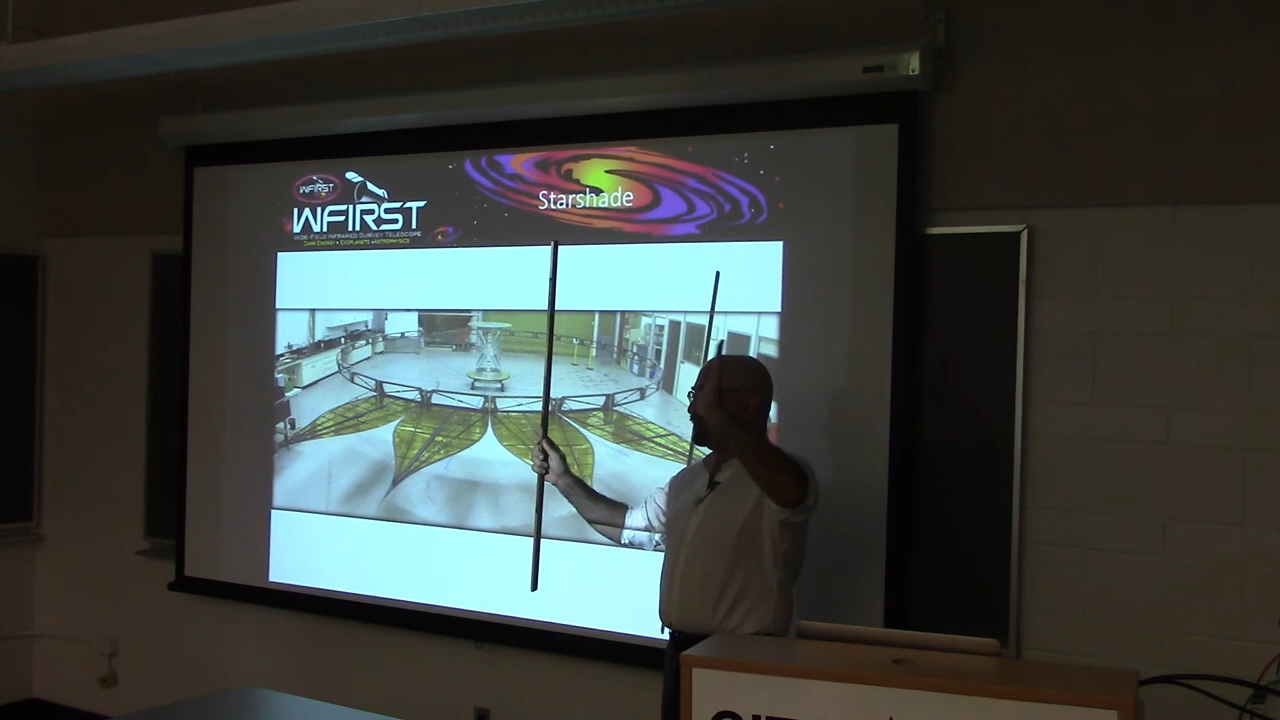 WFIRST
Starshade
WFIRST
WIDE-FIELD INFRARED SURVEY TELESCOPE
DARK ENERGY • EXOPLANETS • ASTROPHYSICS